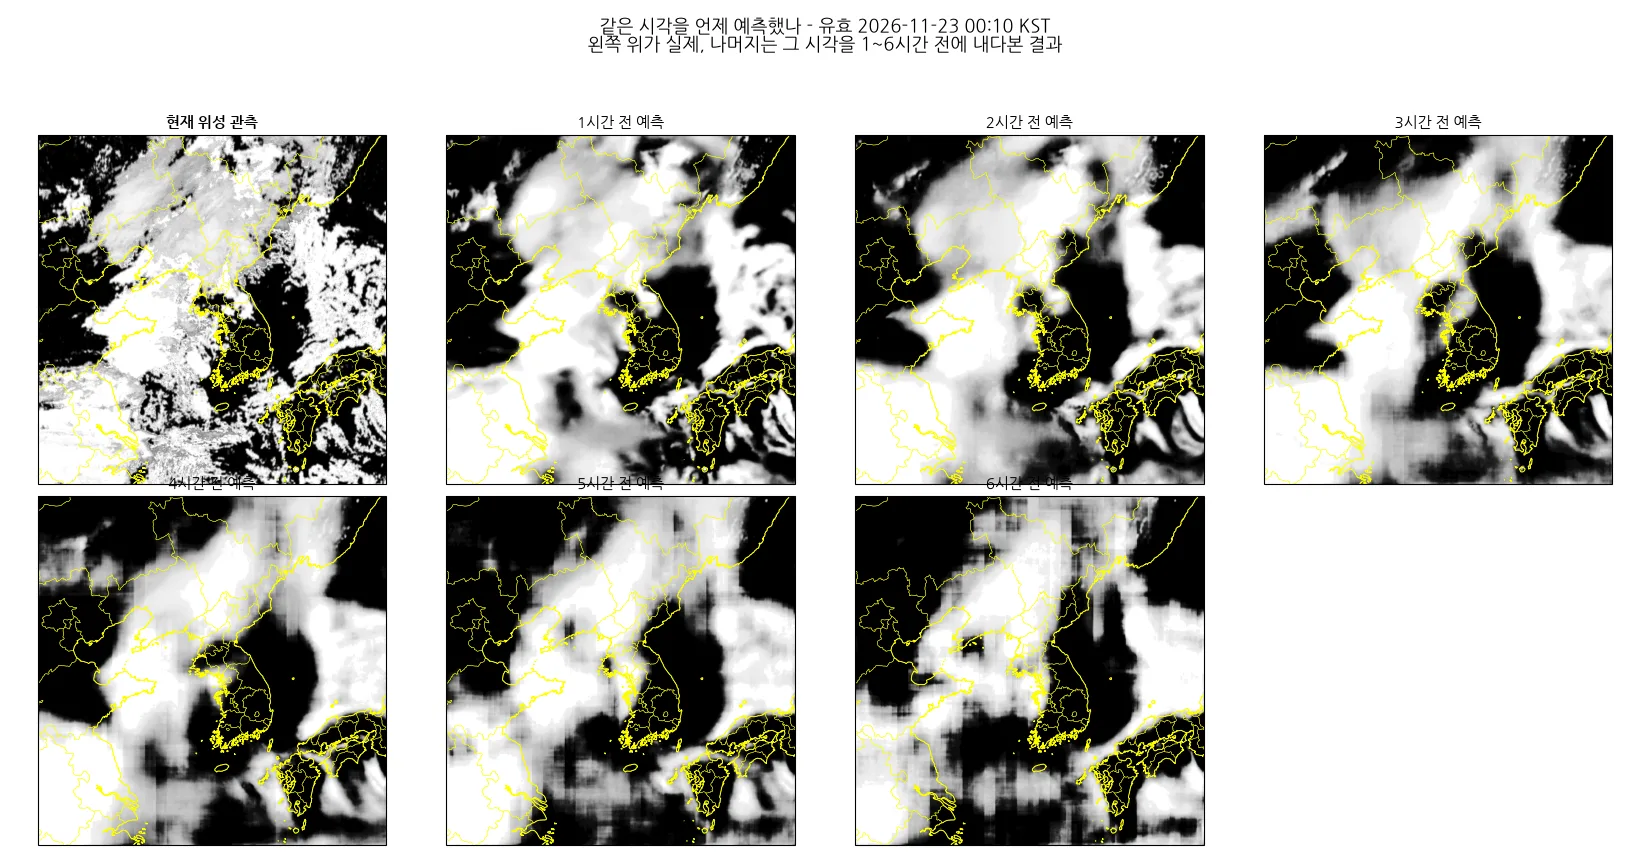 같은 시각을 언제 예측했나 - 유효 2026-11-23 00:10 KST
왼쪽 위가 실제, 나머지는 그 시각을 1~6시간 전에 내다본 결과
현재 위성 관측
1시간 전 예측
2시간 전 예측
3시간 전 예측
4시간 전 예측
5시간 전 예측
6시간 전 예측